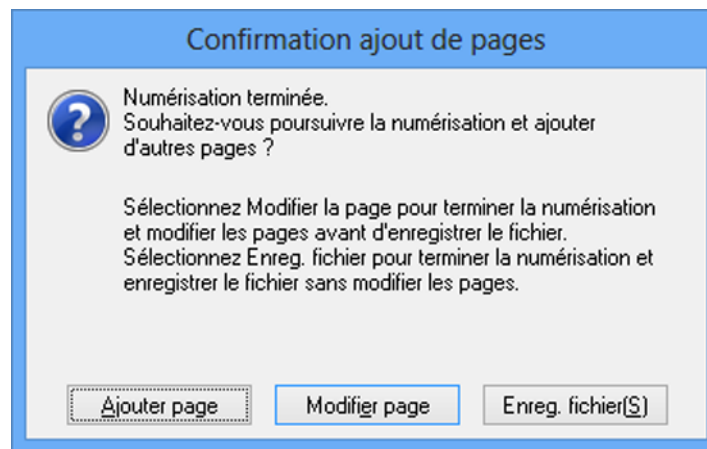 Confirmation ajout de pages
Numérisation terminée.
Souhaitez-vous poursuivre la numérisation et ajouter
d'autres pages ?
Sélectionnez Modifier la page pour terminer la numérisation
et modifier les pages avant d'enregistrer le fichier.
Sélectionnez Enreg. fichier pour terminer la numérisation et
enregistrer le fichier sans modifier les pages.
Ajouter page Modifier page Enreg. fichier(S)